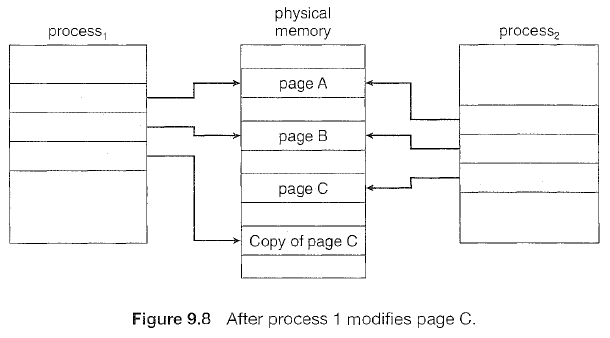 process₁
physical
memory
process₂
page A
page B
page C
Copy of page C
Figure 9.8 After process 1 modifies page C.